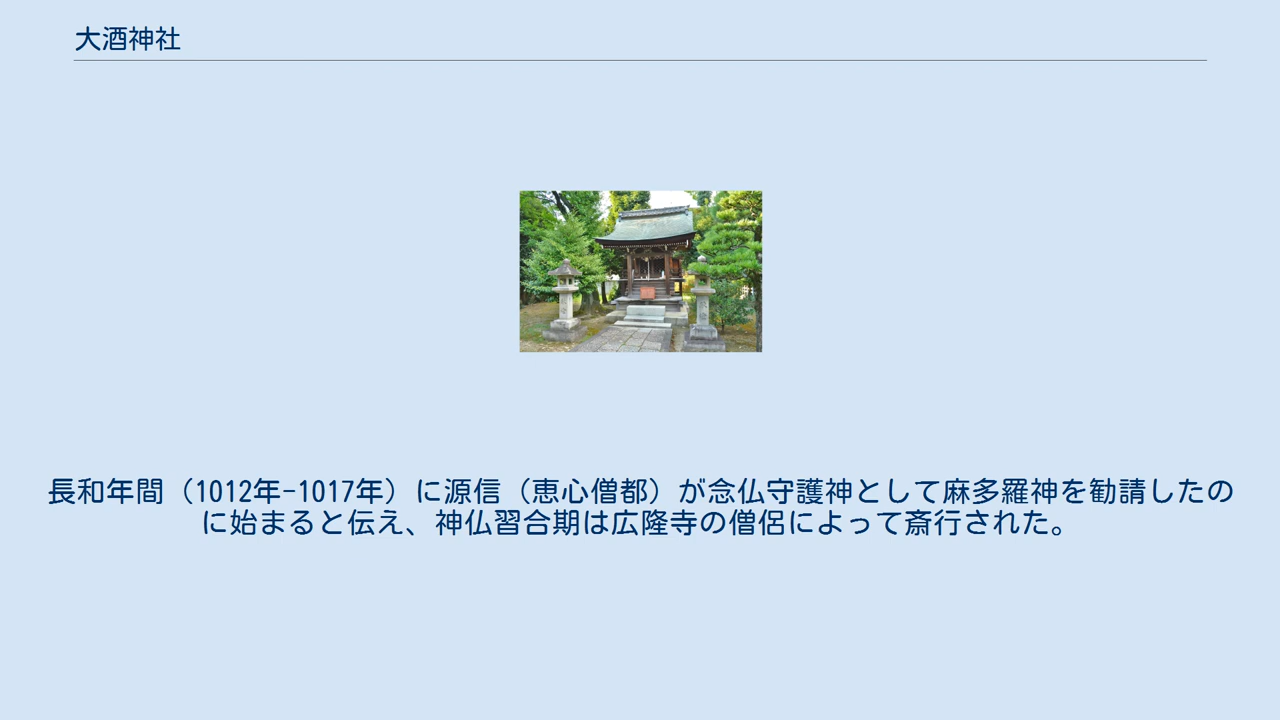 大酒神社
長和年間（1012年-1017年）に源信（恵心僧都）が念仏守護神として麻多羅神を勧請したの
に始まると伝え、神仏習合期は広隆寺の僧侶によって斎行された。